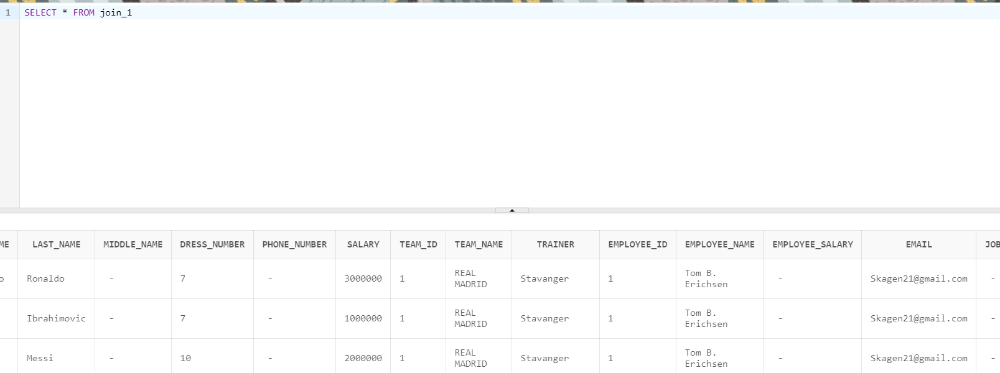 1 SELECT * FROM join_1
ME LAST_NAME MIDDLE_NAME DRESS_NUMBER PHONE_NUMBER SALARY TEAM_ID TEAM_NAME TRAINER EMPLOYEE_ID EMPLOYEE_NAME EMPLOYEE_SALARY EMAIL JOB
o Ronaldo - 7 - 3000000 1 REAL MADRID Stavanger 1 Tom B. Erichsen - Skagen21@gmail.com -
Ibrahimovic - 7 - 1000000 1 REAL MADRID Stavanger 1 Tom B. Erichsen - Skagen21@gmail.com -
Messi - 10 - 2000000 1 REAL MADRID Stavanger 1 Tom B. Erichsen - Skagen21@gmail.com -